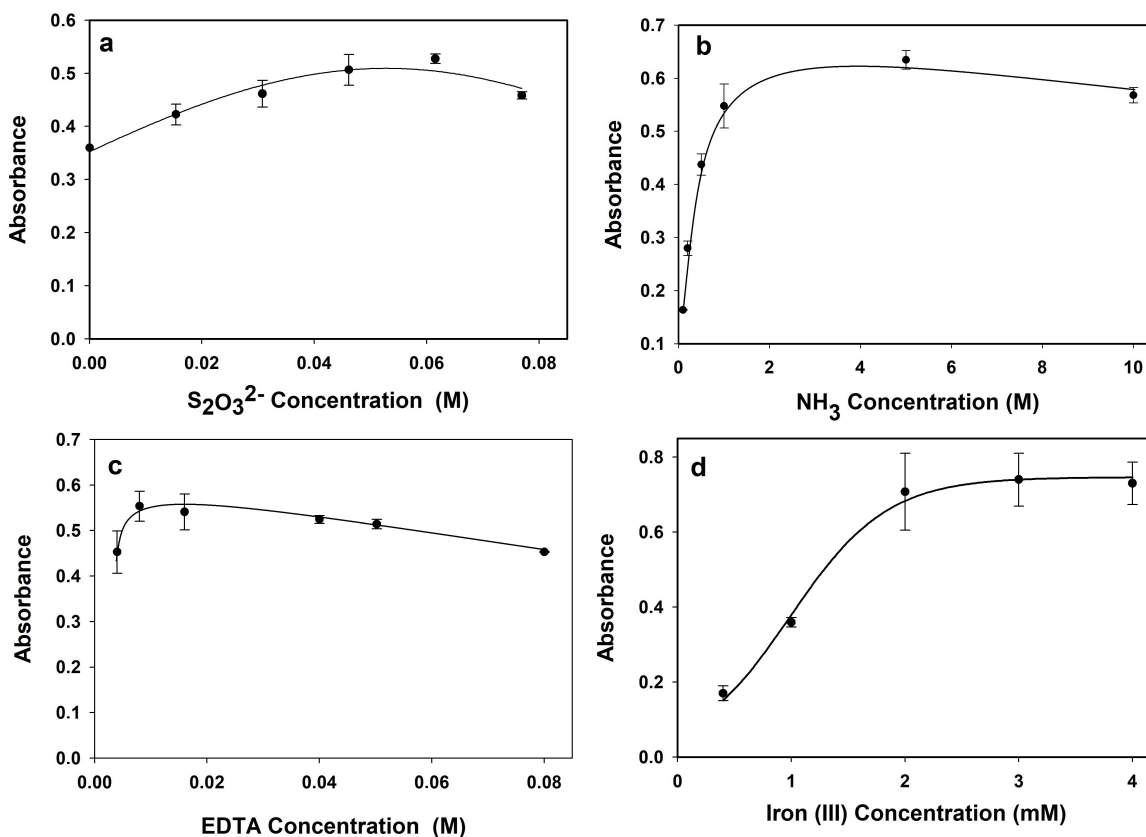 a
0.6
0.5
0.4
0.3
0.2
0.1
0.0
0.00 0.02 0.04 0.06 0.08
Absorbance
S₂O₃²⁻ Concentration (M)
b
0.7
0.6
0.5
0.4
0.3
0.2
0.1
0 2 4 6 8 10
Absorbance
NH₃ Concentration (M)
c
0.7
0.6
0.5
0.4
0.3
0.2
0.1
0.0
0.00 0.02 0.04 0.06 0.08
Absorbance
EDTA Concentration (M)
d
0.8
0.6
0.4
0.2
0.0
0 1 2 3 4
Absorbance
Iron (III) Concentration (mM)